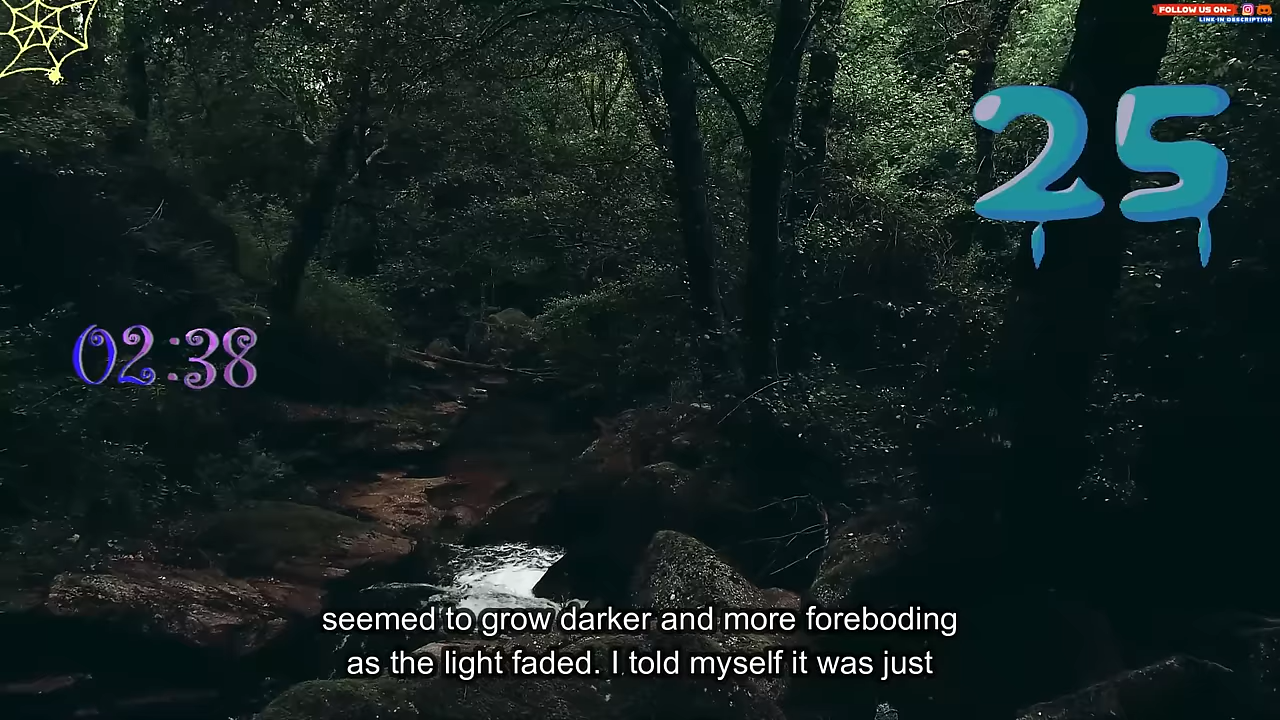 FOLLOW US ON-
LINK IN DESCRIPTION
25
02:38
seemed to grow darker and more foreboding
as the light faded. I told myself it was just